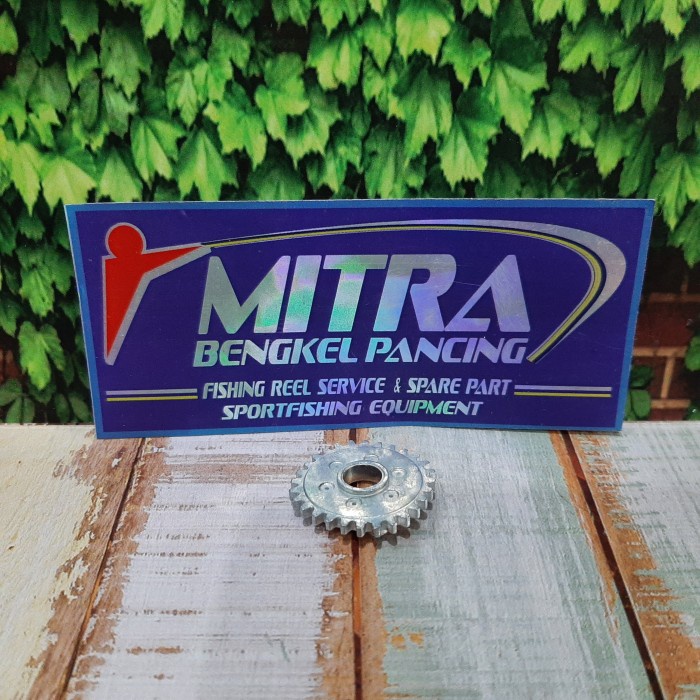 MITRA
BENGKEL PANCING
FISHING REEL SERVICE & SPARE PART
SPORTFISHING EQUIPMENT